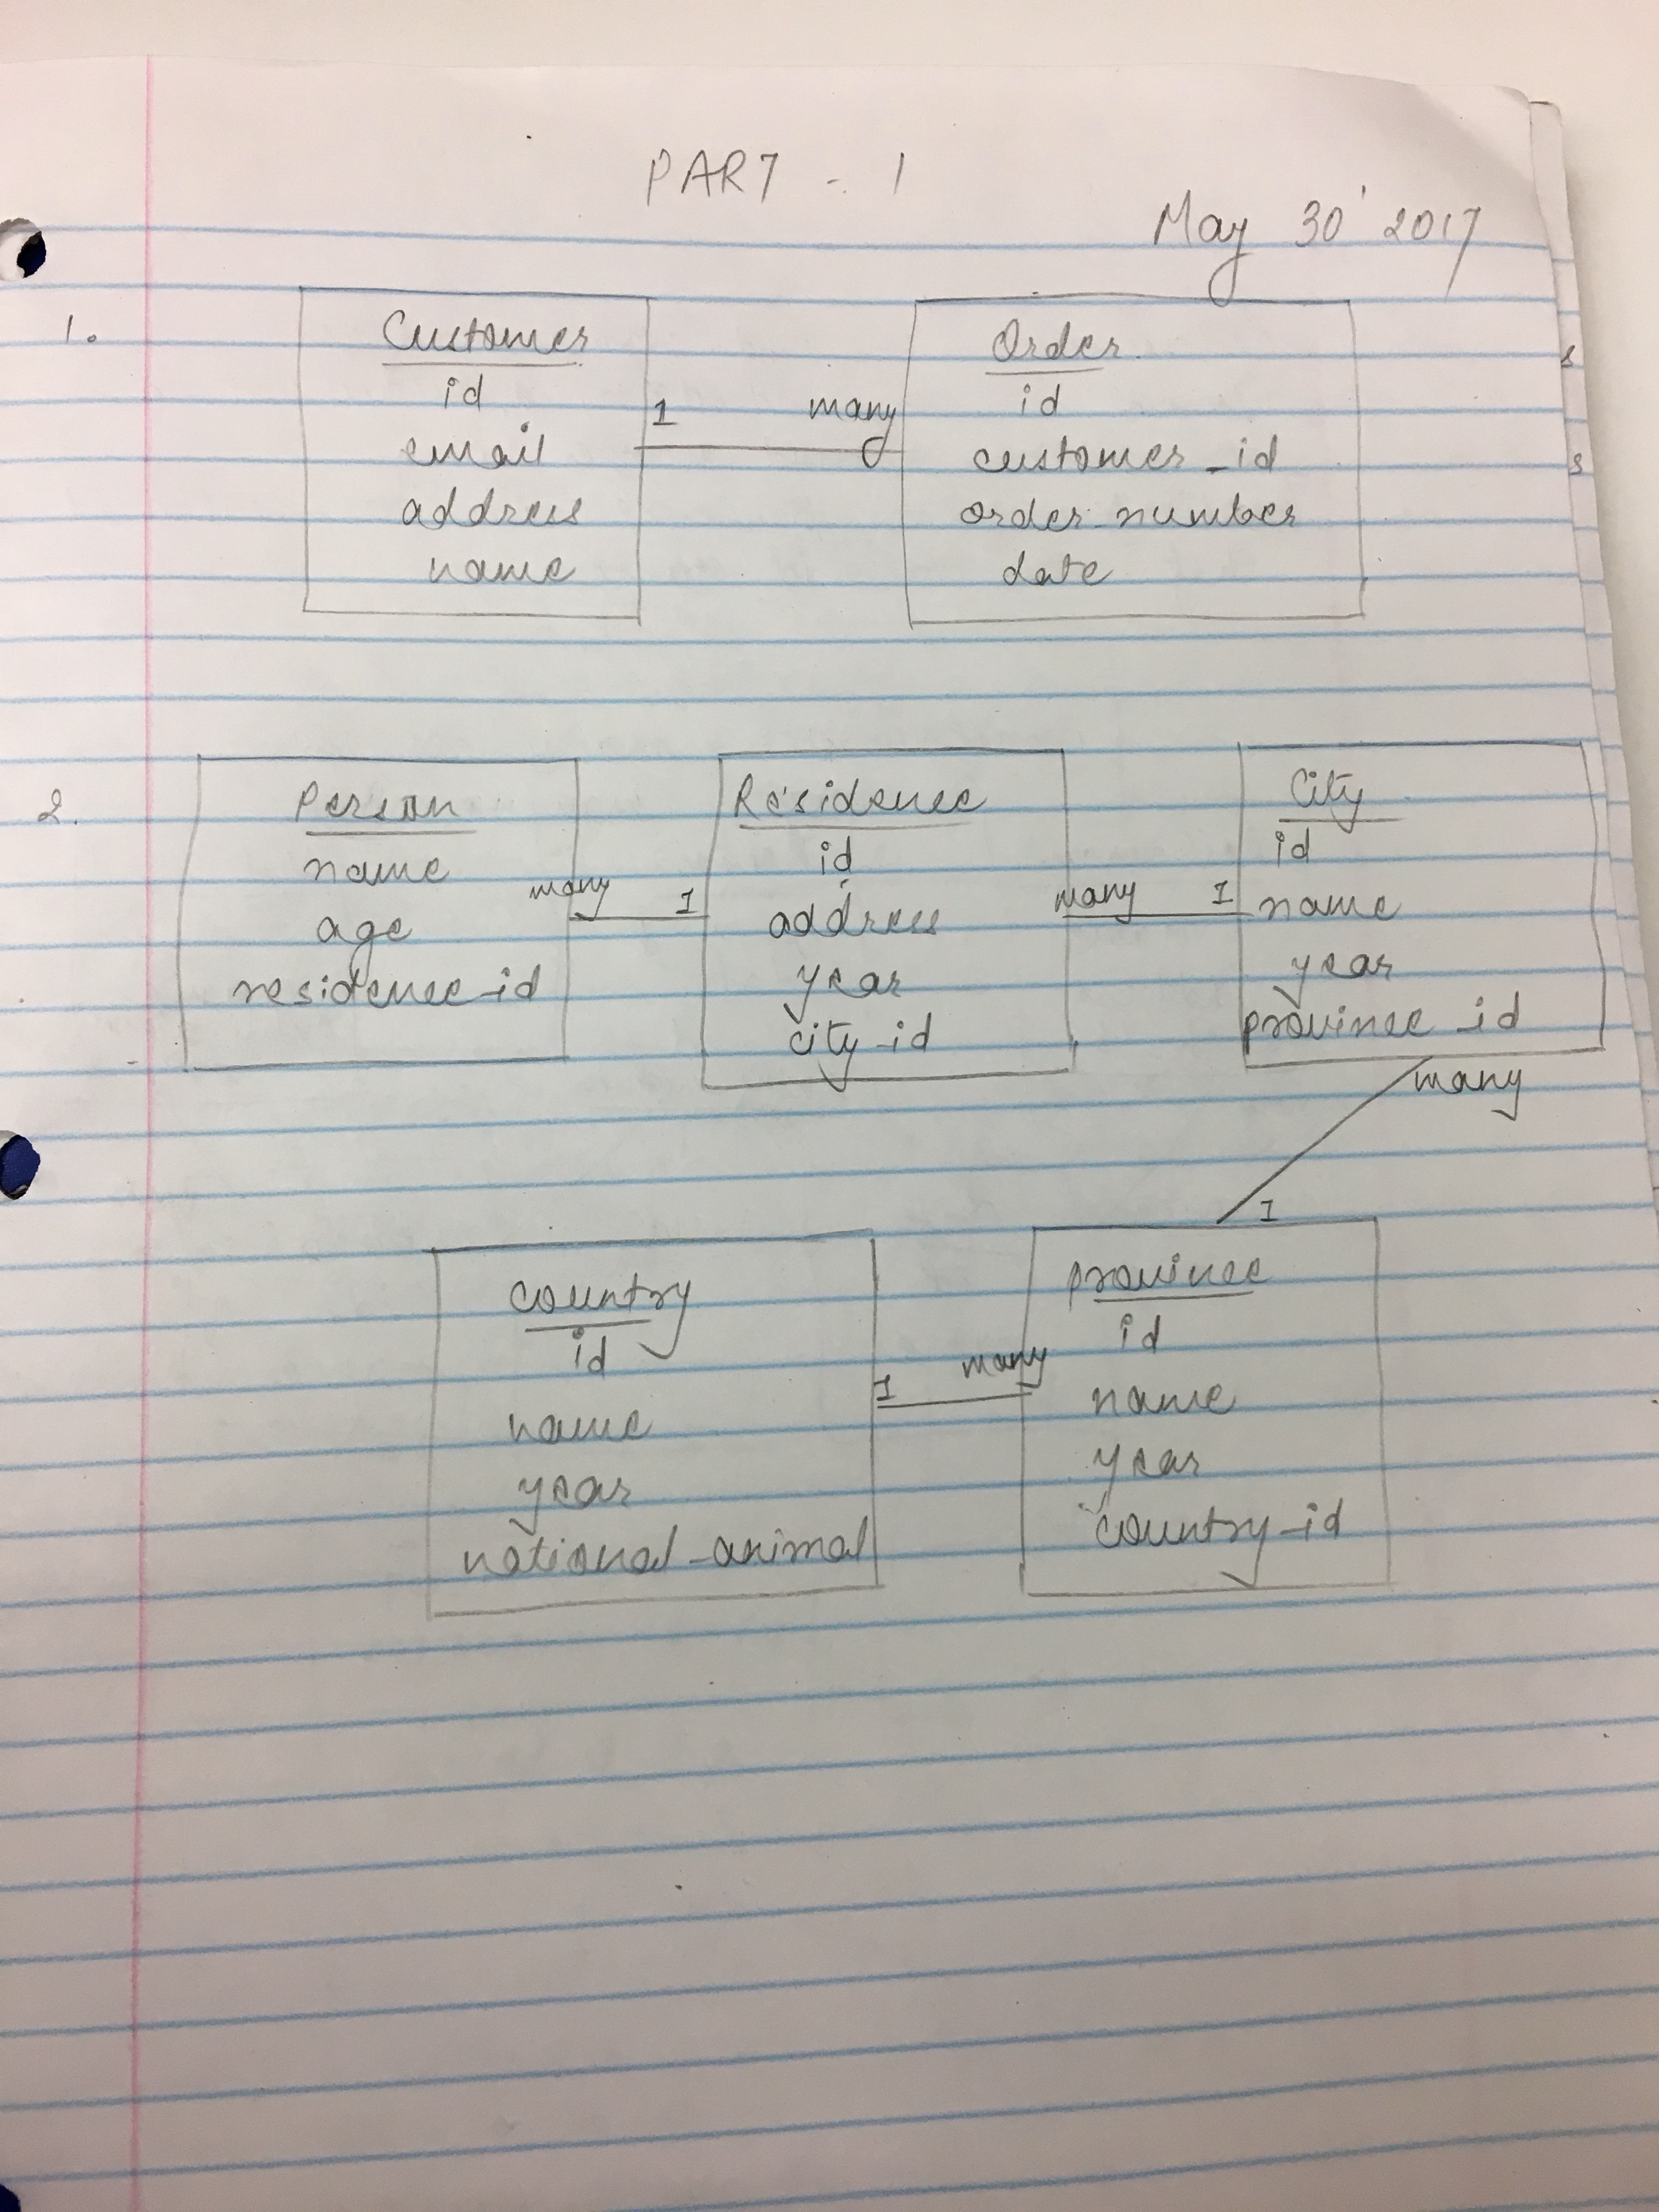 PART - 1
May 30' 2017
1.
Customer
id
email
address
name
1 many
Order
id
customer_id
order_number
date
2.
Person
name
age
residence_id
many 1
Residence
id
address
year
city_id
many 1
City
id
name
year
province_id
many
1
country
id
name
year
national_animal
1 many
province
id
name
year
country_id
s
s